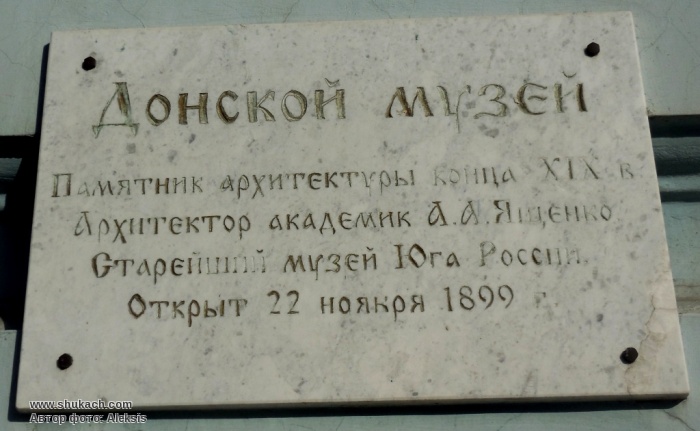 Донской музей
Памятник архитектуры конца XIX в.
Архитектор академик А.А.Ященко
Старейший музей Юга России.
Открыт 22 ноября 1899 г.
www.shukach.com
Автор фото: Aleksis